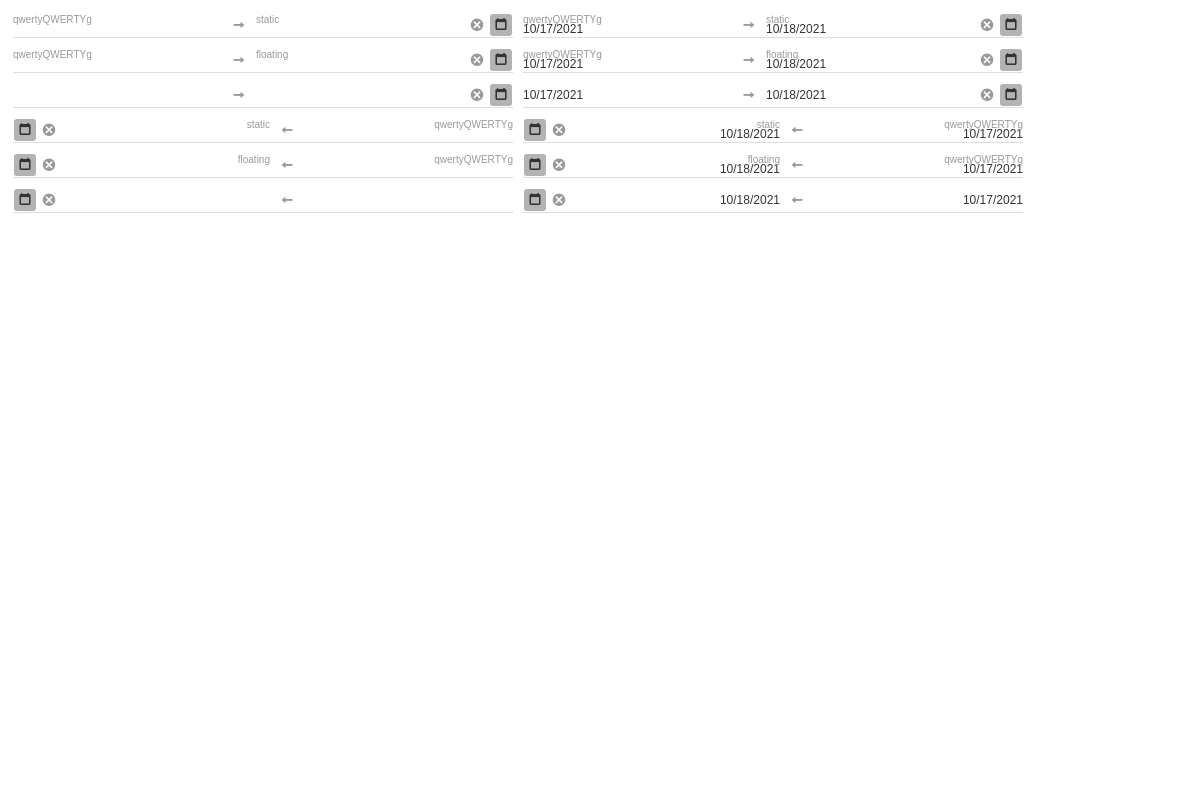 qwertyQWERTYg static qwertyQWERTYg static
10/17/2021 10/18/2021
qwertyQWERTYg floating qwertyQWERTYg floating
10/17/2021 10/18/2021
10/17/2021 10/18/2021
static qwertyQWERTYg static qwertyQWERTYg
10/18/2021 10/17/2021
floating qwertyQWERTYg floating qwertyQWERTYg
10/18/2021 10/17/2021
10/18/2021 10/17/2021